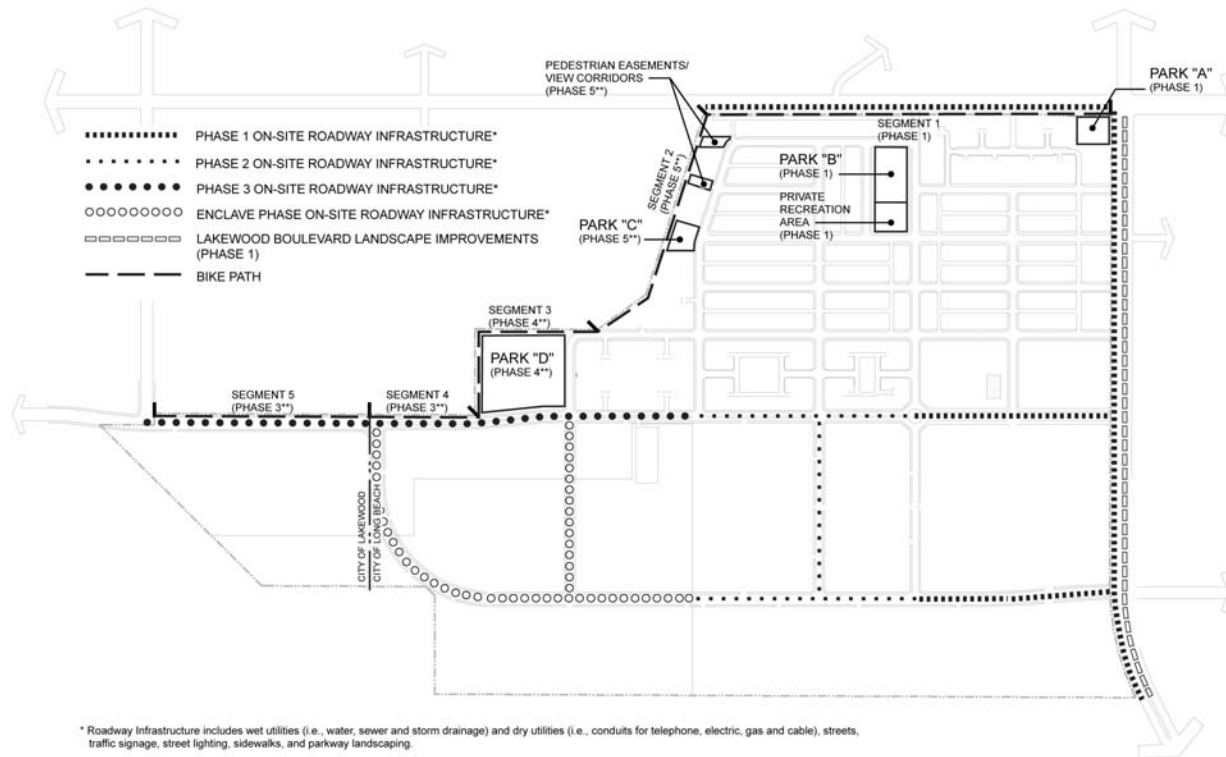 PEDESTRIAN EASEMENTS/
VIEW CORRIDORS
(PHASE 5**)
PARK "A"
(PHASE 1)
PHASE 1 ON-SITE ROADWAY INFRASTRUCTURE*
PHASE 2 ON-SITE ROADWAY INFRASTRUCTURE*
PHASE 3 ON-SITE ROADWAY INFRASTRUCTURE*
ENCLAVE PHASE ON-SITE ROADWAY INFRASTRUCTURE*
LAKEWOOD BOULEVARD LANDSCAPE IMPROVEMENTS
(PHASE 1)
BIKE PATH
SEGMENT 1
(PHASE 1)
SEGMENT 2
(PHASE 5**)
PARK "B"
(PHASE 1)
PRIVATE
RECREATION
AREA
(PHASE 1)
PARK "C"
(PHASE 5**)
SEGMENT 3
(PHASE 4**)
PARK "D"
(PHASE 4**)
SEGMENT 5
(PHASE 3**)
SEGMENT 4
(PHASE 3**)
CITY OF LAKEWOOD
CITY OF LONG BEACH
* Roadway Infrastructure includes wet utilities (i.e., water, sewer and storm drainage) and dry utilities (i.e., conduits for telephone, electric, gas and cable), streets,
traffic signage, street lighting, sidewalks, and parkway landscaping.